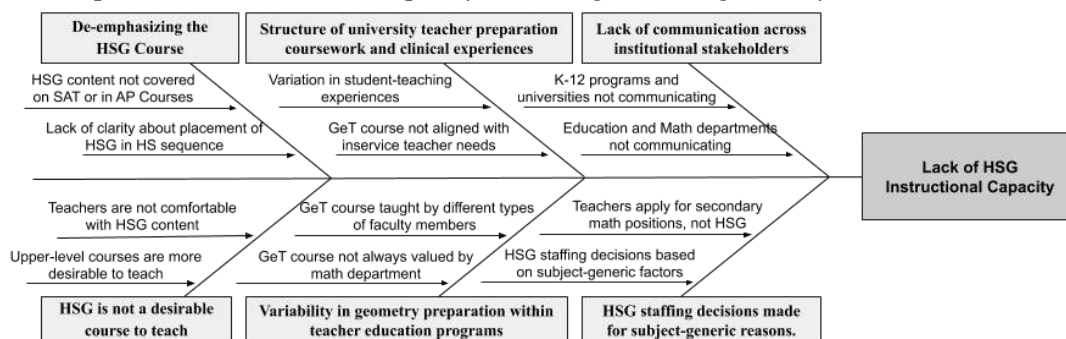 De-emphasizing the
HSG Course
Structure of university teacher preparation
coursework and clinical experiences
Lack of communication across
institutional stakeholders
HSG content not covered
on SAT or in AP Courses
Variation in student-teaching
experiences
K-12 programs and
universities not communicating
Lack of clarity about placement of
HSG in HS sequence
GeT course not aligned with
inservice teacher needs
Education and Math departments
not communicating
Lack of HSG
Instructional Capacity
Teachers are not comfortable
with HSG content
GeT course taught by different types
of faculty members
Teachers apply for secondary
math positions, not HSG
Upper-level courses are more
desirable to teach
GeT course not always valued by
math department
HSG staffing decisions based
on subject-generic factors
HSG is not a desirable
course to teach
Variability in geometry preparation within
teacher education programs
HSG staffing decisions made
for subject-generic reasons.